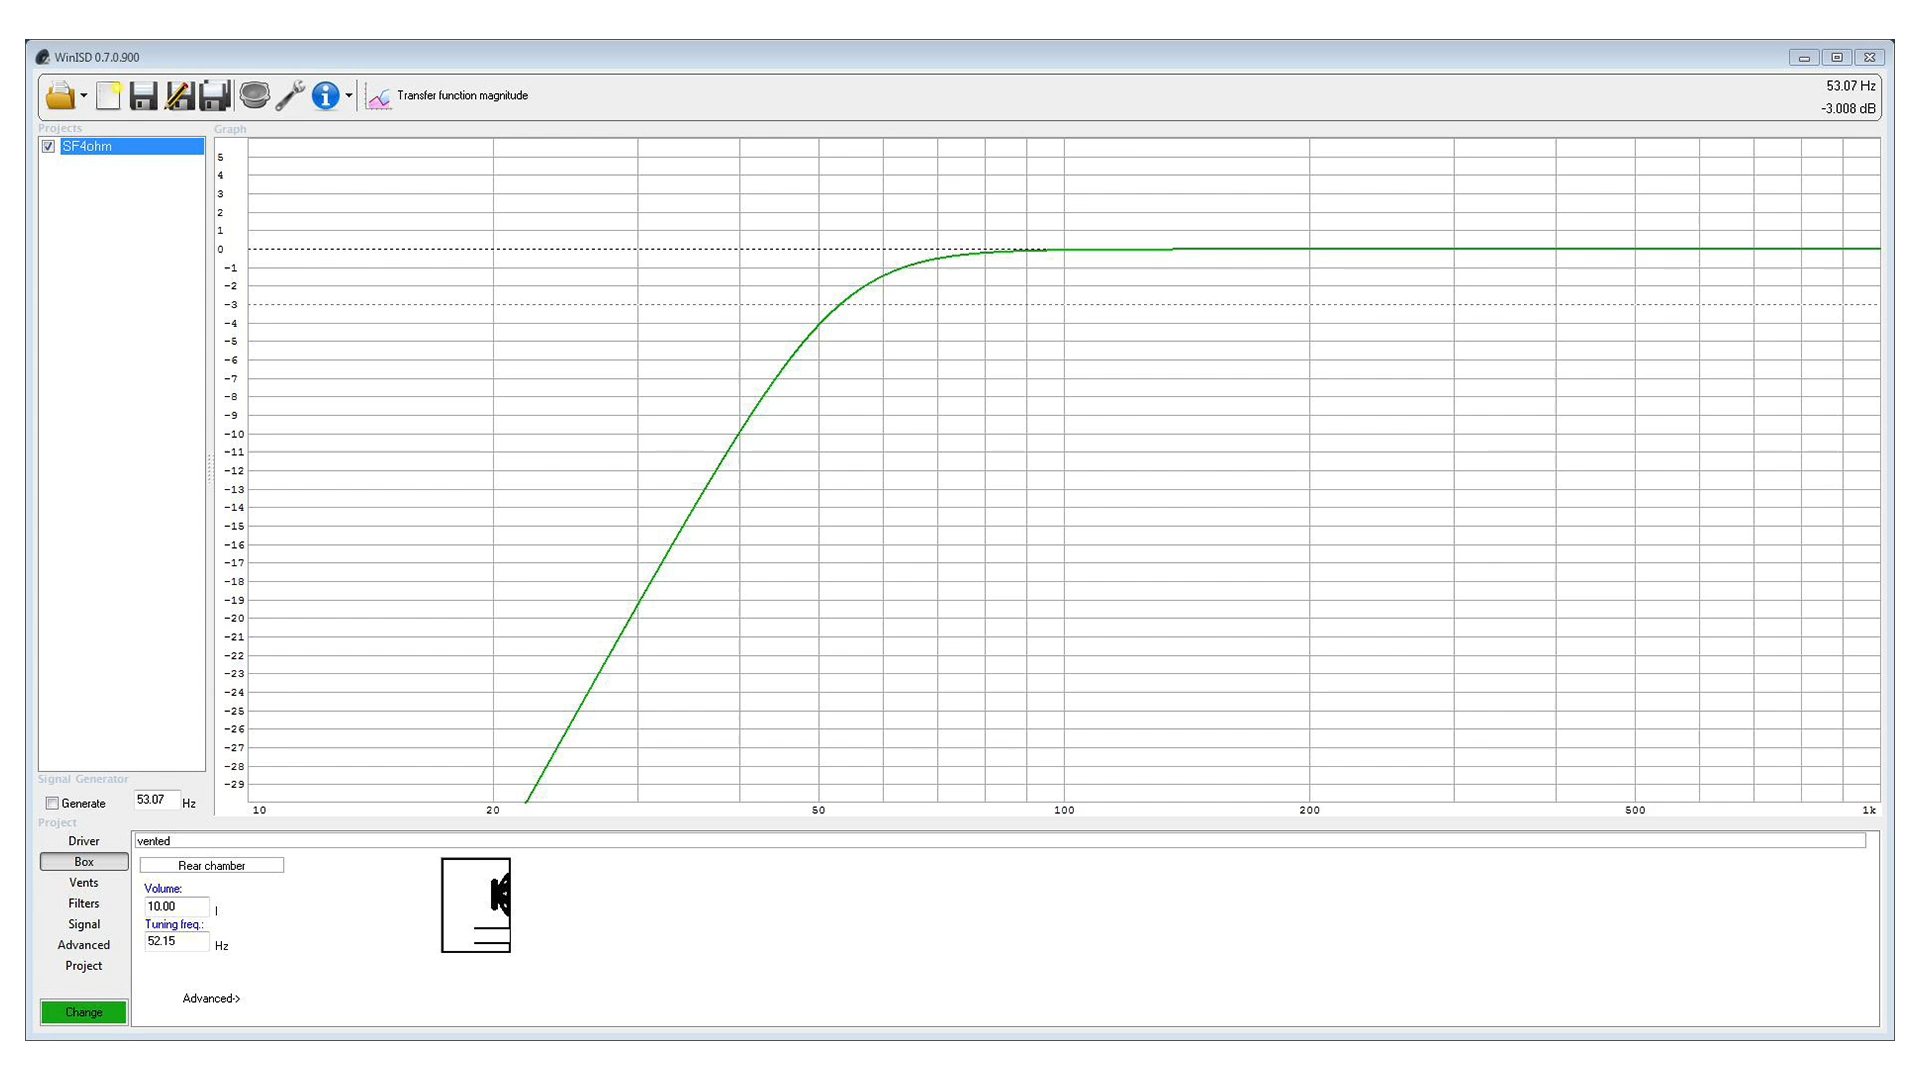 WinISD 0.7.0.900
Transfer function magnitude
53.07 Hz
-3.008 dB
Projects
Graph
SF4ohm
5
4
3
2
1
0
-1
-2
-3
-4
-5
-6
-7
-8
-9
-10
-11
-12
-13
-14
-15
-16
-17
-18
-19
-20
-21
-22
-23
-24
-25
-26
-27
-28
-29
10 20 50 100 200 500 1k
Signal Generator
Generate 53.07 Hz
Project
Driver
Box
Vents
Filters
Signal
Advanced
Project
Change
vented
Rear chamber
Volume:
10.00 l
Tuning freq.:
52.15 Hz
Advanced->